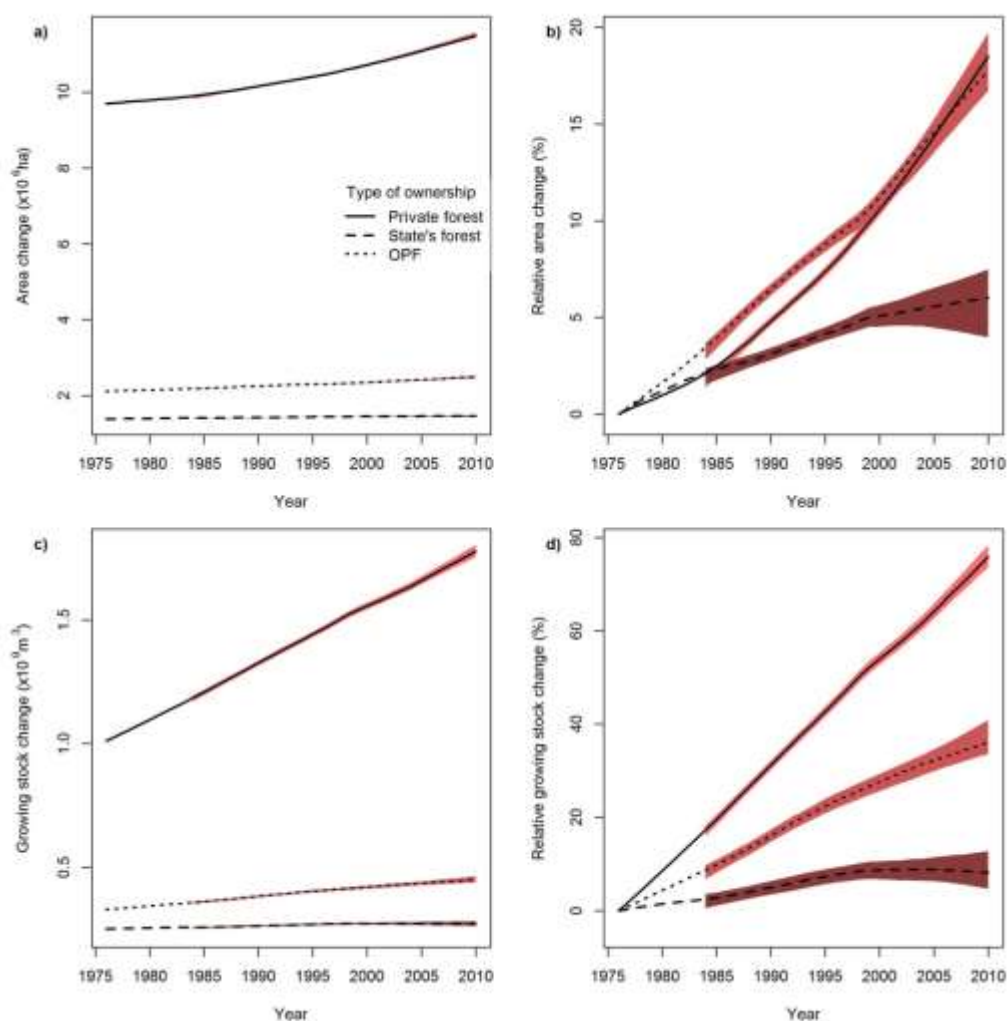 a)
Area change (x10⁶ha)
10
8
6
4
2
Type of ownership
Private forest
State's forest
OPF
1975 1980 1985 1990 1995 2000 2005 2010
Year
b)
Relative area change (%)
20
15
10
5
0
1975 1980 1985 1990 1995 2000 2005 2010
Year
c)
Growing stock change (x10⁹m³)
1.5
1.0
0.5
1975 1980 1985 1990 1995 2000 2005 2010
Year
d)
Relative growing stock change (%)
80
60
40
20
0
1975 1980 1985 1990 1995 2000 2005 2010
Year